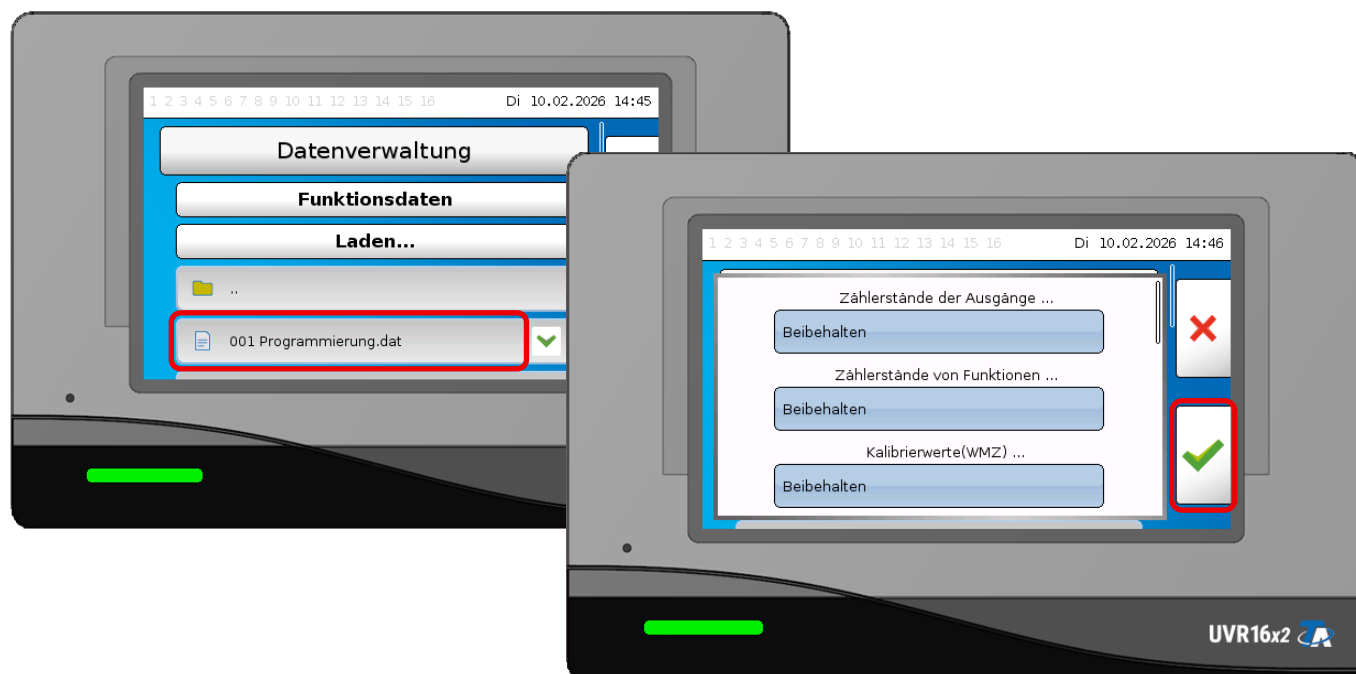 1 2 3 4 5 6 7 8 9 10 11 12 13 14 15 16 Di 10.02.2026 14:45
Datenverwaltung
Funktionsdaten
Laden...
..
001 Programmierung.dat
1 2 3 4 5 6 7 8 9 10 11 12 13 14 15 16 Di 10.02.2026 14:46
Zählerstände der Ausgänge ...
Beibehalten
Zählerstände von Funktionen ...
Beibehalten
Kalibrierwerte(WMZ) ...
Beibehalten
UVR16x2 TA